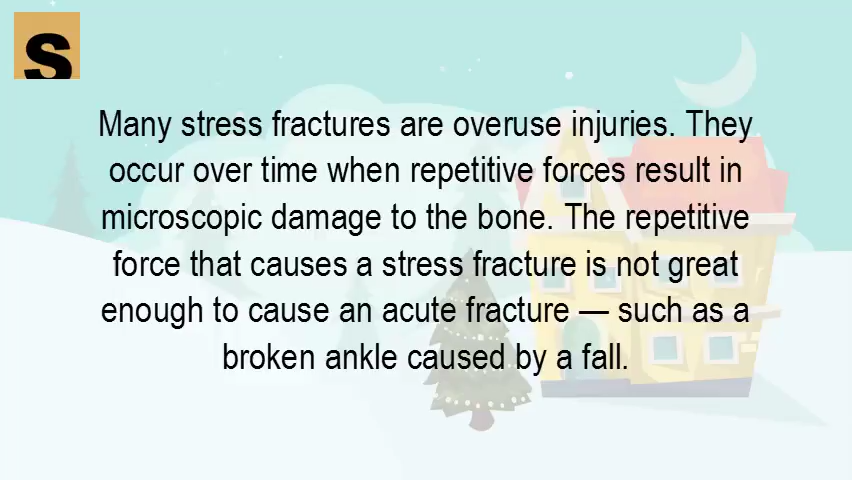 S
Many stress fractures are overuse injuries. They
occur over time when repetitive forces result in
microscopic damage to the bone. The repetitive
force that causes a stress fracture is not great
enough to cause an acute fracture — such as a
broken ankle caused by a fall.